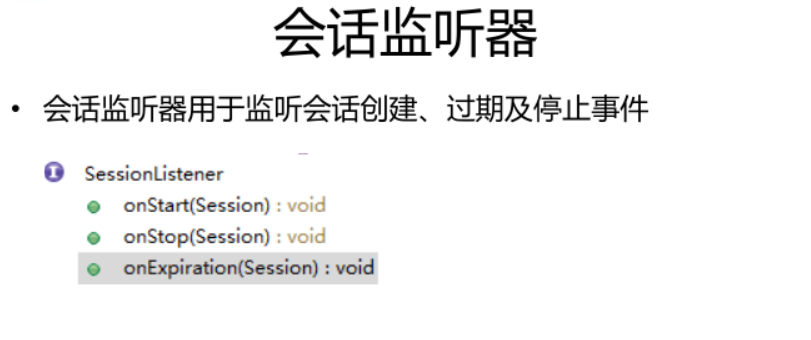 会话监听器
• 会话监听器用于监听会话创建、过期及停止事件
I SessionListener
onStart(Session) : void
onStop(Session) : void
onExpiration(Session) : void